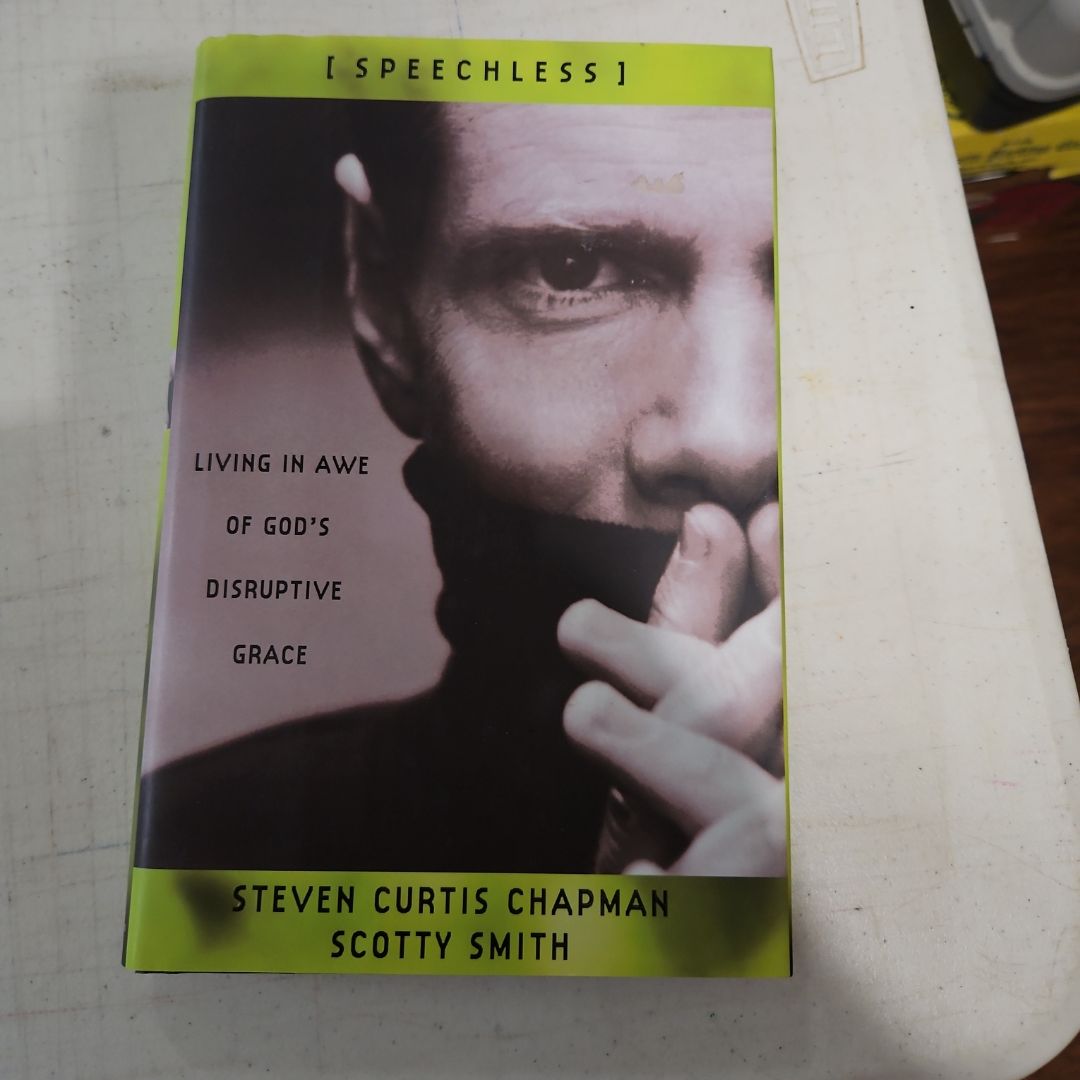 [ SPEECHLESS ]
LIVING IN AWE
OF GOD'S
DISRUPTIVE
GRACE
STEVEN CURTIS CHAPMAN
SCOTTY SMITH